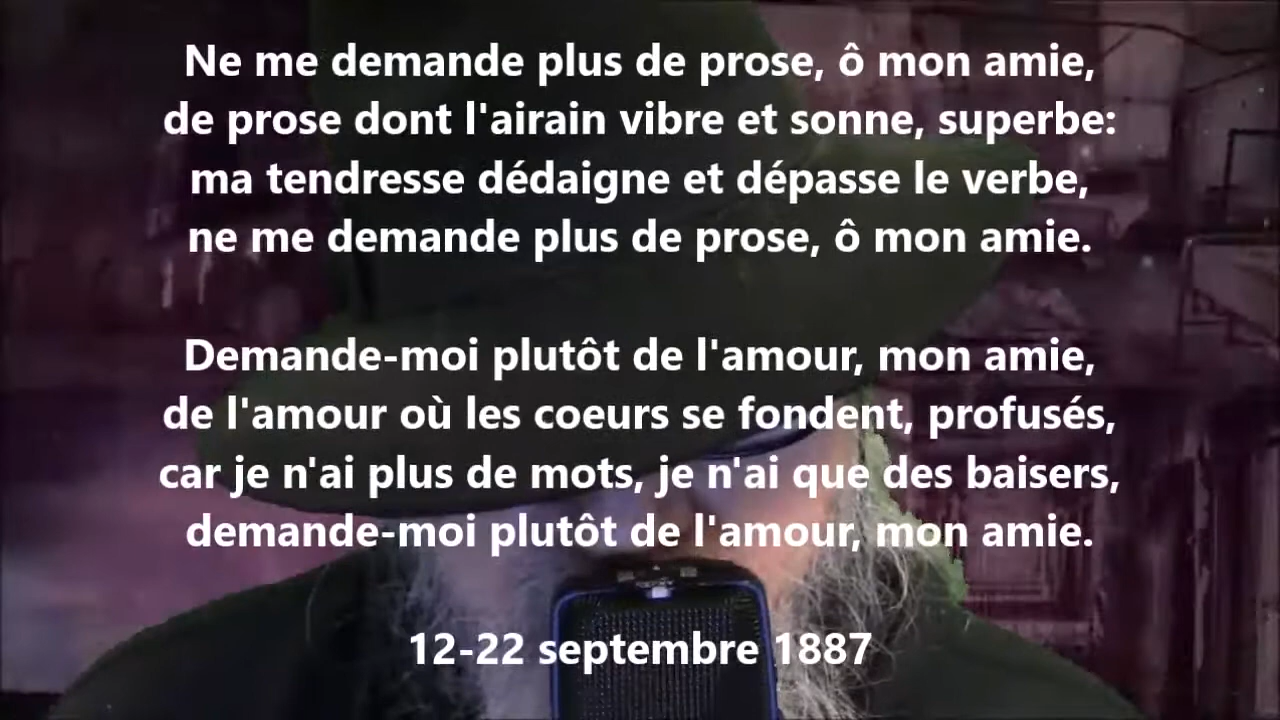 Ne me demande plus de prose, ô mon amie,
de prose dont l'airain vibre et sonne, superbe:
ma tendresse dédaigne et dépasse le verbe,
ne me demande plus de prose, ô mon amie.
Demande-moi plutôt de l'amour, mon amie,
de l'amour où les coeurs se fondent, profusés,
car je n'ai plus de mots, je n'ai que des baisers,
demande-moi plutôt de l'amour, mon amie.
12-22 septembre 1887